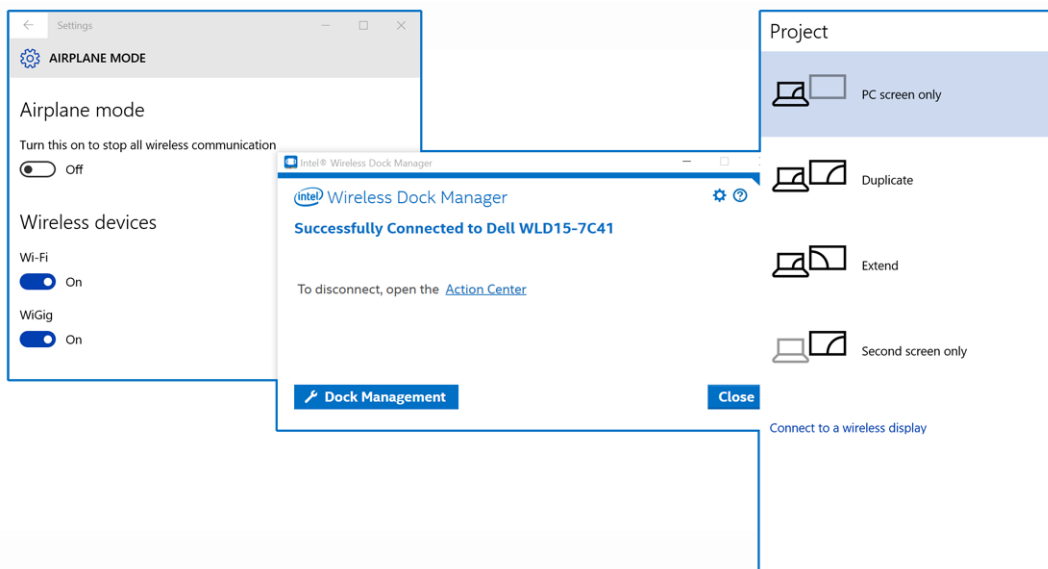 Settings
AIRPLANE MODE
Airplane mode
Turn this on to stop all wireless communication
Off
Wireless devices
Wi-Fi
On
WiGig
On
Intel® Wireless Dock Manager
intel Wireless Dock Manager
Successfully Connected to Dell WLD15-7C41
To disconnect, open the Action Center
Dock Management
Close
Project
PC screen only
Duplicate
Extend
Second screen only
Connect to a wireless display